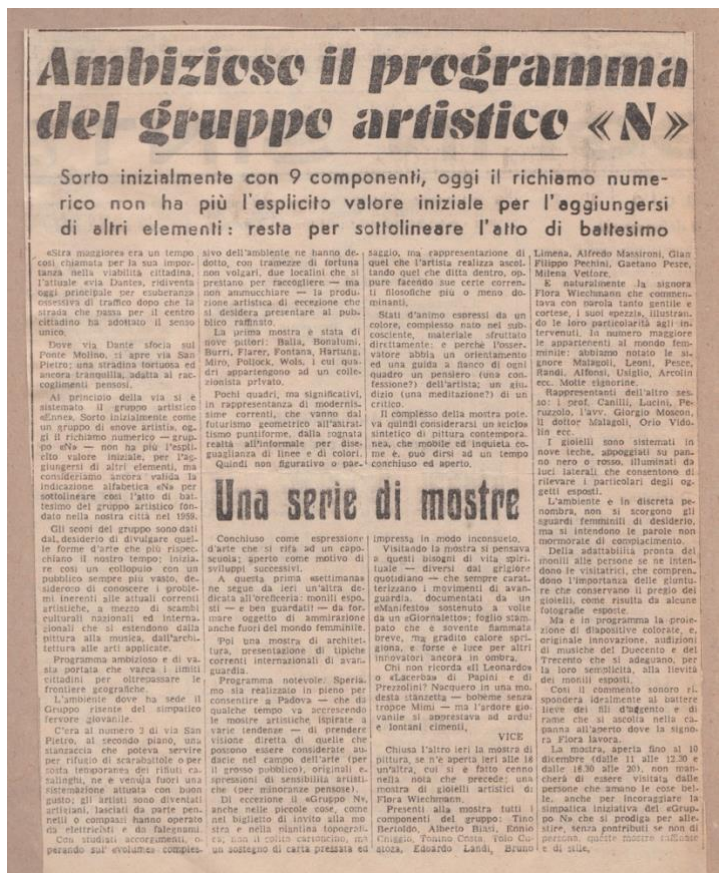 Ambizioso il programma
del gruppo artistico «N»
Sorto inizialmente con 9 componenti, oggi il richiamo nume-
rico non ha più l'esplicito valore iniziale per l'aggiungersi
di altri elementi: resta per sottolineare l'atto di battesimo
«Stra maggiore» era un tempo
così chiamata per la sua impor-
tanza nella viabilità cittadina,
l'attuale «via Dante», ridiventa
oggi principale per esuberanza
ossessiva di traffico dopo che la
strada che passa per il centro
cittadino ha adottato il senso
unico.
Dove via Dante sfocia sul
Ponte Molino, si apre via San
Pietro; una stradina tortuosa ed
ancora tranquilla, adatta ai rac-
coglimenti pensosi.
Al principio della via si è
sistemato il gruppo artistico
«Enne». Sorto inizialmente come
un gruppo di «nove artisti», og-
gi il richiamo numerico — grup-
po «N» — non ha più l'espli-
cito valore iniziale, per l'ag-
giungersi di altri elementi, ma
consideriamo ancora valida la
indicazione alfabetica «N» per
sottolineare così l'atto di bat-
tesimo del gruppo artistico fon-
dato nella nostra città nel 1959.
Gli scopi del gruppo sono dati
dal desiderio di divulgare quel-
le forme d'arte che più rispec-
chiano il nostro tempo; inizia-
re così un colloquio con un
pubblico sempre più vasto, de-
sideroso di conoscere i proble-
mi inerenti alle attuali correnti
artistiche, a mezzo di scambi
culturali nazionali ed interna-
zionali che si estendono dalla
pittura alla musica, dall'archi-
tettura alle arti applicate.
Programma ambizioso e di va-
sta portata che varca i limiti
cittadini per oltrepassare le
frontiere geografiche.
L'ambiente dove ha sede il
Gruppo risente del simpatico
fervore giovanile.
C'era al numero 3 di via San
Pietro, al secondo piano, una
stanzaccia che poteva servire
per rifugio di scarabattole o per
sosta temporanea dei rifiuti ca-
salinghi, ne è venuta fuori una
sistemazione attuata con buon
gusto; gli artisti sono diventati
artigiani, lasciati da parte pen-
nelli o compassi hanno operato
da elettricisti e da falegnami.
Con studiati accorgimenti, o-
perando sul «volume» comples-
sivo dell'ambiente ne hanno de-
dotto, con tramezze di fortuna
non volgari, due localini che si
prestano per raccogliere — ma
non ammucchiare — la produ-
zione artistica di eccezione che
si desidera presentare al pub-
blico raffinato.
La prima mostra è stata di
nove pittori: Balla, Bonalumi,
Burri, Flarer, Fontana, Hartung,
Miro, Pollock, Wols, i cui qua-
dri appartengono ad un colle-
zionista privato.
Pochi quadri, ma significativi,
in rappresentanza di modernis-
sime correnti, che vanno dal
futurismo geometrico all'astrat-
tismo puntiforme, dalla sognata
realtà all'informale per dise-
guaglianza di linee e di colori.
Quindi non figurativo o pae-
saggio, ma rappresentazione di
quel che l'artista realizza ascol-
tando quel che ditta dentro, op-
pure facendo sue certe corren-
ti filosofiche più o meno do-
minanti.
Stati d'animo espressi da un
colore, complesso nato nel sub-
cosciente, materiale sfruttato
direttamente; e perché l'osser-
vatore abbia un orientamento
ed una guida a fianco di ogni
quadro un pensiero (una con-
fessione?) dell'artista; un giu-
dizio (una meditazione?) di un
critico.
Il complesso della mostra pote-
va quindi considerarsi un «ciclo»
sintetico di pittura contempora-
nea, che mobile ed inquieta co-
me è, può dirsi ad un tempo
conchiuso ed aperto.
Una serie di mostre
Conchiuso come espressione
d'arte che si rifà ad un capo-
scuola; aperto come motivo di
sviluppi successivi.
A questa prima «settimana»
ne segue da ieri un'altra de-
dicata all'oreficeria: monili espo-
sti — e ben guardati! — da for-
mare oggetto di ammirazione
anche fuori del mondo femminile.
Poi una mostra di architet-
tura, presentazione di tipiche
correnti internazionali di avan-
guardia.
Programma notevole: Speria-
mo sia realizzato in pieno per
consentire a Padova — che da
qualche tempo va accrescendo
le mostre artistiche ispirate a
varie tendenze — di prendere
visione diretta di quelle che
possono essere considerate au-
dacie nel campo dell'arte (per
il grosso pubblico), originali e-
spressioni di sensibilità artisti-
che (per minoranze pensose).
Di eccezione il «Gruppo N»,
anche nelle piccole cose, come
nel biglietto di invito alla mo-
stra e nella piantina topografi-
ca; non il solito cartoncino, ma
un sostegno di carta pressata ed
impressa in modo inconsueto.
Visitando la mostra si pensava
a questi bisogni di vita spiri-
tuale — diversi dal grigiore
quotidiano — che sempre carat-
terizzano i movimenti di avan-
guardia, documentati da un
«Manifesto» sostenuto a volte
da un «Giornaletto»; foglio stam-
pato che è sovente fiammata
breve, ma gradito calore spri-
giona, e forse è luce per altri
innovatori ancora in ombra.
Chi non ricorda «Il Leonardo»
o «Lacerba» di Papini e di
Prezzolini? Nacquero in una mo-
desta stanzetta — boheme senza
troppe Mimì — ma l'ardore gio-
vanile si apprestava ad ardui
e lontani cimenti.
VICE
Chiusa l'altro ieri la mostra di
pittura, se n'è aperta ieri alle 18
un'altra, cui si è fatto cenno
nella nota che precede: una
mostra di gioielli artistici di
Flora Wiechmann.
Presenti alla mostra tutti i
componenti del gruppo: Tino
Bertoldo, Alberto Biasi, Ennio
Chiggio, Tonino Costa, Toio Cu-
Edoardo Landi, Bruno
Limena, Alfredo Massironi, Gian
Filippo Pechini, Gaetano Pesce,
Milena Vettore.
E naturalmente la signora
Flora Wiechmann che commen-
tava con parola tanto gentile e
cortese, i suoi «pezzi», illustran-
do le loro particolarità agli in-
tervenuti, in numero maggiore
le appartenenti al mondo fem-
minile: abbiamo notato le si-
gnore Malagoli, Leoni, Pesce,
Randi, Alfonsi, Usiglio, Arcolin
ecc. Molte signorine.
Rappresentanti dell'altro ses-
so: i prof. Canilli, Lucini, Pe-
ruzzolo, l'avv. Giorgio Moscon,
il dottor Malagoli, Orio Vido-
lin ecc.
I gioielli sono sistemati in
nove teche, appoggiati su pan-
no nero o rosso, illuminati da
luci laterali che consentono di
rilevare i particolari degli og-
getti esposti.
L'ambiente è in discreta pe-
nombra, non si scorgono gli
sguardi femminili di desiderio,
ma si intendono le parole non
mormorate di compiacimento.
Della adattabilità pronta dei
monili alle persone se ne inten-
dono le visitatrici, che compren-
dono l'importanza delle giuntu-
re che conservano il pregio dei
gioielli, come risulta da alcune
fotografie esposte.
Ma è in programma la proie-
zione di diapositive colorate, e,
originale innovazione, audizioni
di musiche del Duecento e del
Trecento che si adeguano, per
la loro semplicità, alla lievità
dei monili esposti.
Così il commento sonoro ri-
sponderà idealmente al battere
lieve dei fili d'argento e di
rame che si ascolta nella ca-
panna all'aperto dove la signo-
ra Flora lavora.
La mostra, aperta fino al 10
dicembre (dalle 11 alle 12.30 e
dalle 16.30 alle 20), non man-
cherà di essere visitata dalle
persone che amano le cose bel-
le, anche per incoraggiare la
simpatica iniziativa del «Grup-
po N» che si prodiga per alle-
stire, senza contributi se non di
persona, queste mostre raffinate
e di stile.